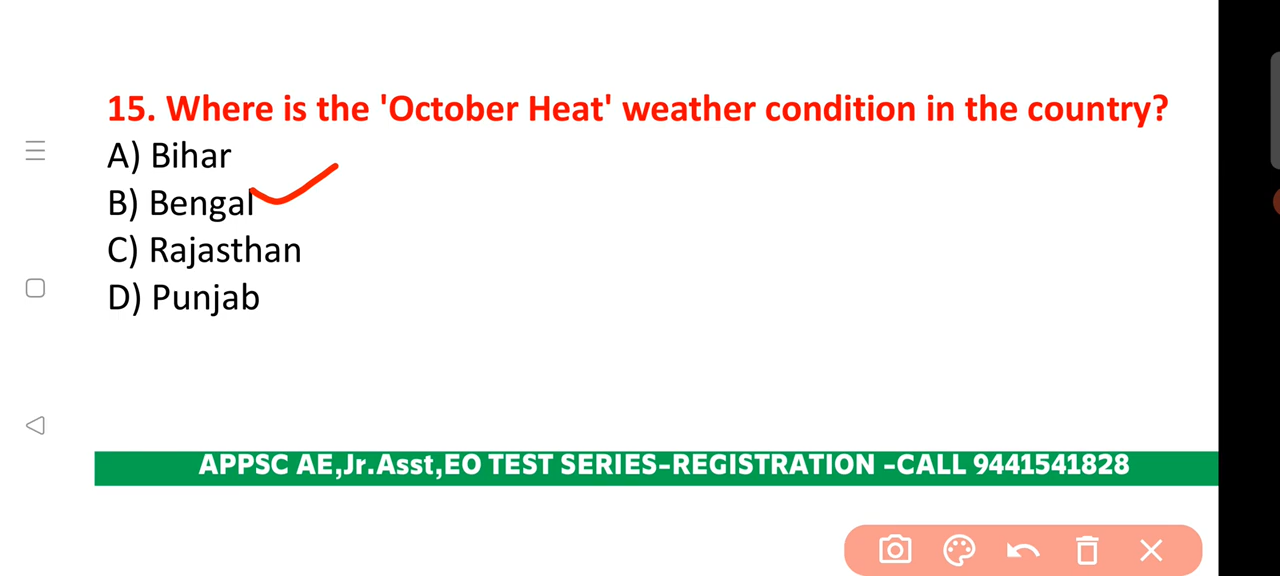 15. Where is the 'October Heat' weather condition in the country?
A) Bihar
B) Bengal
C) Rajasthan
D) Punjab
APPSC AE,Jr.Asst,EO TEST SERIES-REGISTRATION -CALL 9441541828